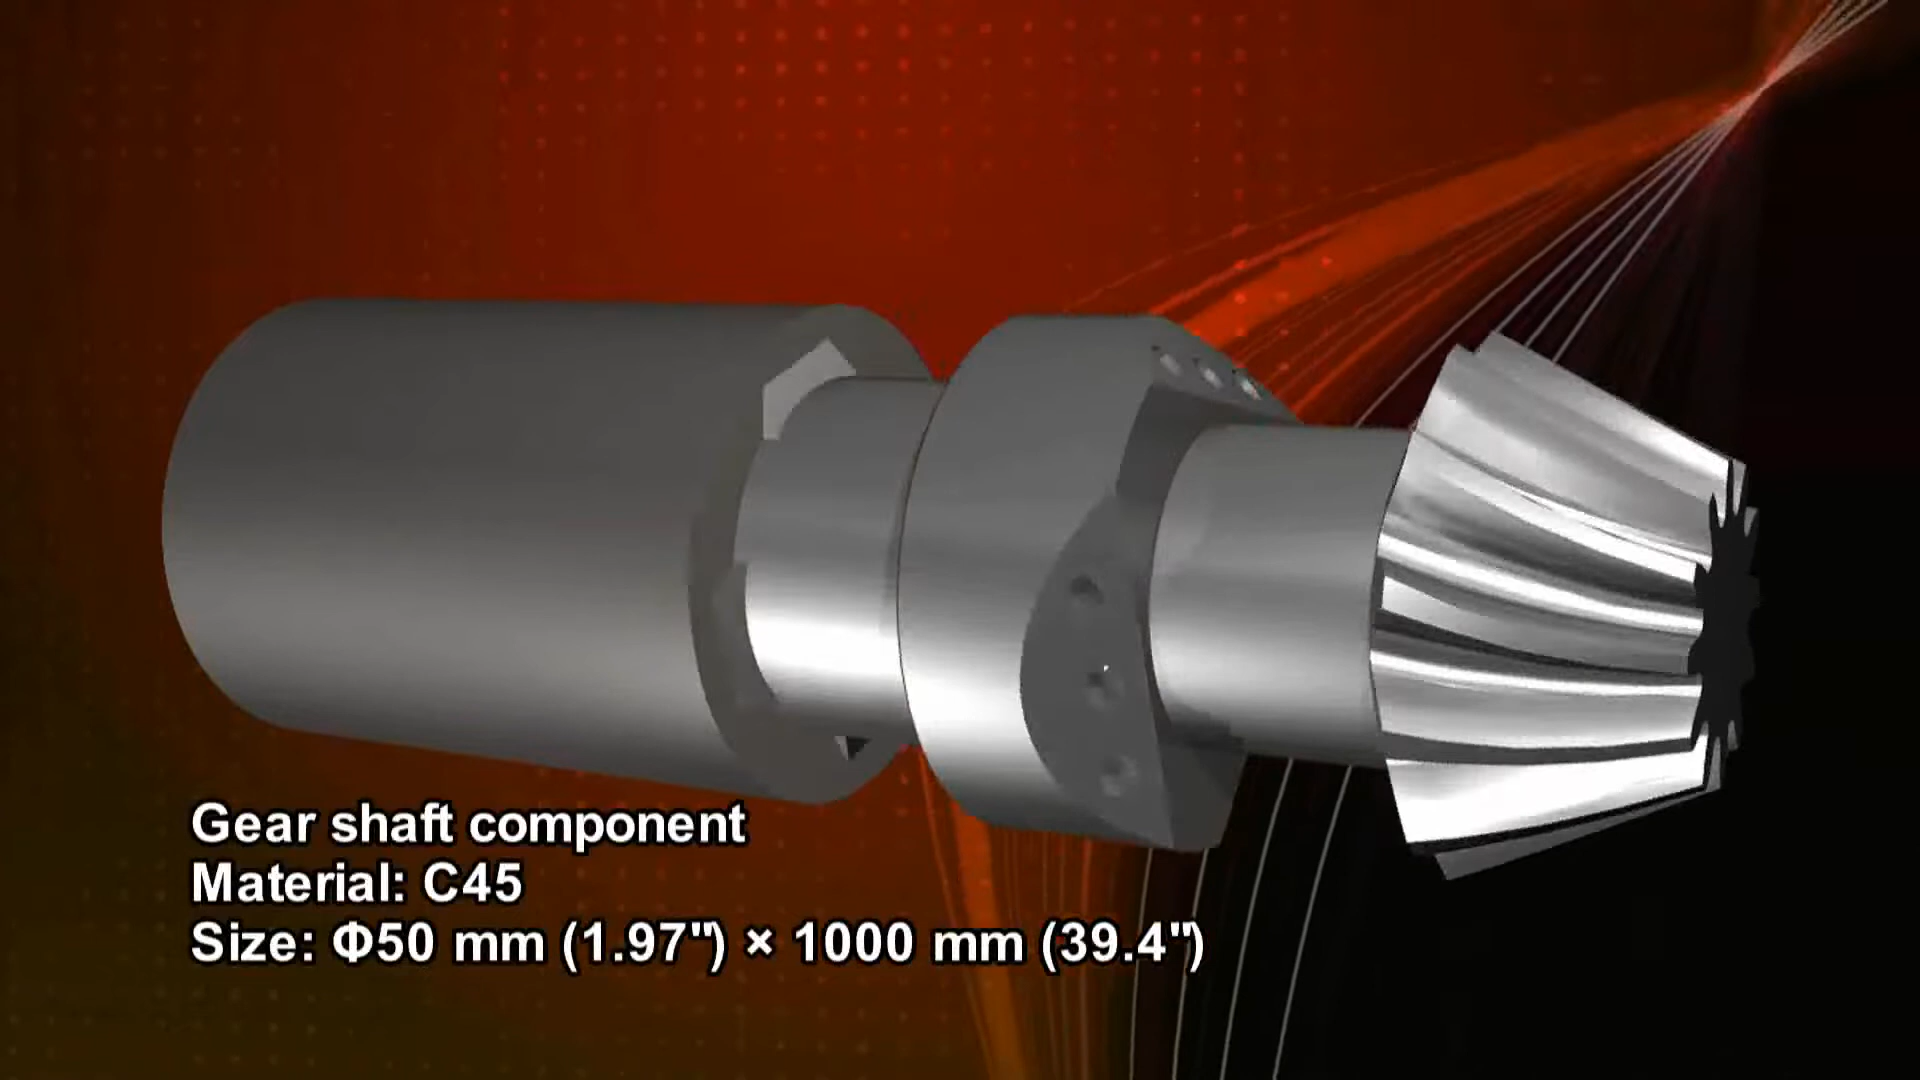 Gear shaft component
Material: C45
Size: Φ50 mm (1.97") × 1000 mm (39.4")